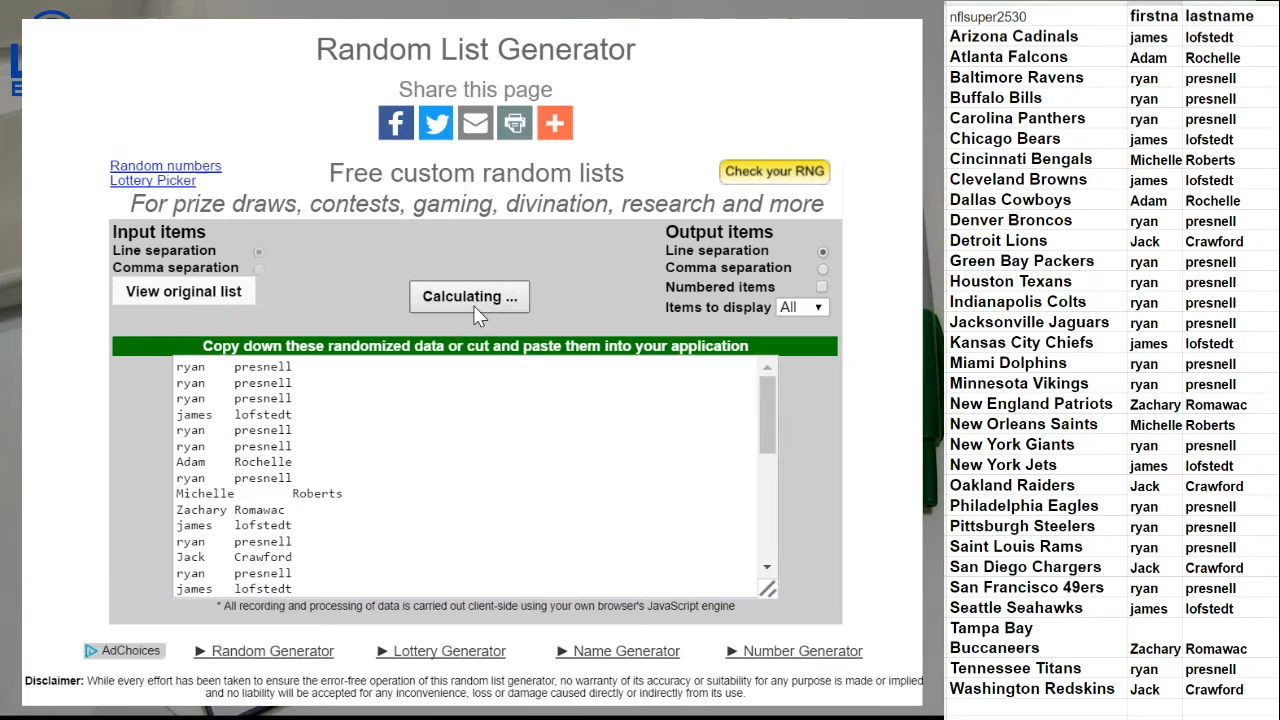 Random List Generator
Share this page
Random numbers
Lottery Picker
Free custom random lists
Check your RNG
For prize draws, contests, gaming, divination, research and more
Input items
Line separation
Comma separation
View original list
Calculating ...
Output items
Line separation
Comma separation
Numbered items
Items to display All
Copy down these randomized data or cut and paste them into your application
ryan presnell
ryan presnell
ryan presnell
james lofstedt
ryan presnell
ryan presnell
Adam Rochelle
ryan presnell
Michelle Roberts
Zachary Romawac
james lofstedt
ryan presnell
Jack Crawford
ryan presnell
james lofstedt
* All recording and processing of data is carried out client-side using your own browser's JavaScript engine
AdChoices
► Random Generator
► Lottery Generator
► Name Generator
► Number Generator
Disclaimer: While every effort has been taken to ensure the error-free operation of this random list generator, no warranty of its accuracy or suitability for any purpose is made or implied
and no liability will be accepted for any inconvenience, loss or damage caused directly or indirectly from its use.
nflsuper2530 firstna lastname
Arizona Cadinals james lofstedt
Atlanta Falcons Adam Rochelle
Baltimore Ravens ryan presnell
Buffalo Bills ryan presnell
Carolina Panthers ryan presnell
Chicago Bears james lofstedt
Cincinnati Bengals Michelle Roberts
Cleveland Browns james lofstedt
Dallas Cowboys Adam Rochelle
Denver Broncos ryan presnell
Detroit Lions Jack Crawford
Green Bay Packers ryan presnell
Houston Texans ryan presnell
Indianapolis Colts ryan presnell
Jacksonville Jaguars ryan presnell
Kansas City Chiefs james lofstedt
Miami Dolphins ryan presnell
Minnesota Vikings ryan presnell
New England Patriots Zachary Romawac
New Orleans Saints Michelle Roberts
New York Giants ryan presnell
New York Jets james lofstedt
Oakland Raiders Jack Crawford
Philadelphia Eagles ryan presnell
Pittsburgh Steelers ryan presnell
Saint Louis Rams ryan presnell
San Diego Chargers Jack Crawford
San Francisco 49ers ryan presnell
Seattle Seahawks james lofstedt
Tampa Bay
Buccaneers Zachary Romawac
Tennessee Titans ryan presnell
Washington Redskins Jack Crawford